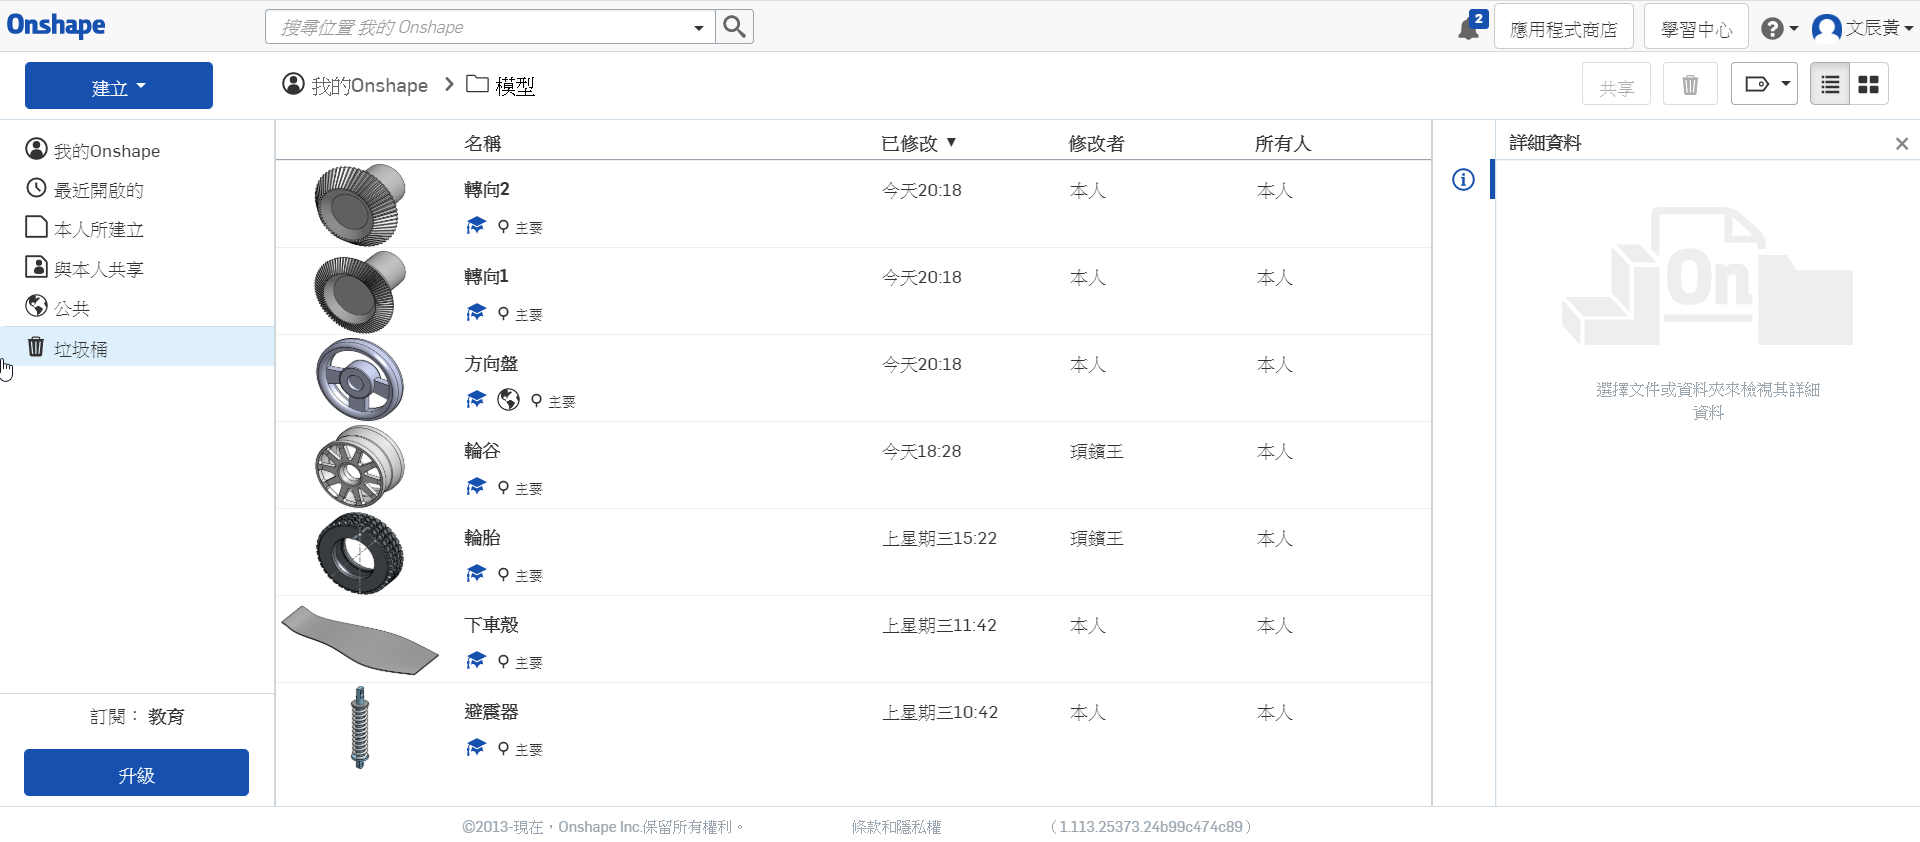 Onshape
搜尋位置 我的 Onshape
2
應用程式商店
學習中心
文辰黃
建立
我的Onshape
模型
共享
我的Onshape
最近開啟的
本人所建立
與本人共享
公共
垃圾桶
訂閱： 教育
升級
名稱 已修改 ▼ 修改者 所有人
轉向2 今天20:18 本人 本人
主要
轉向1 今天20:18 本人 本人
主要
方向盤 今天20:18 本人 本人
主要
輪谷 今天18:28 項鑌王 本人
主要
輪胎 上星期三15:22 項鑌王 本人
主要
下車殼 上星期三11:42 本人 本人
主要
避震器 上星期三10:42 本人 本人
主要
詳細資料
On
選擇文件或資料夾來檢視其詳細
資料
©2013-現在，Onshape Inc.保留所有權利。 條款和隱私權 （1.113.25373.24b99c474c89）